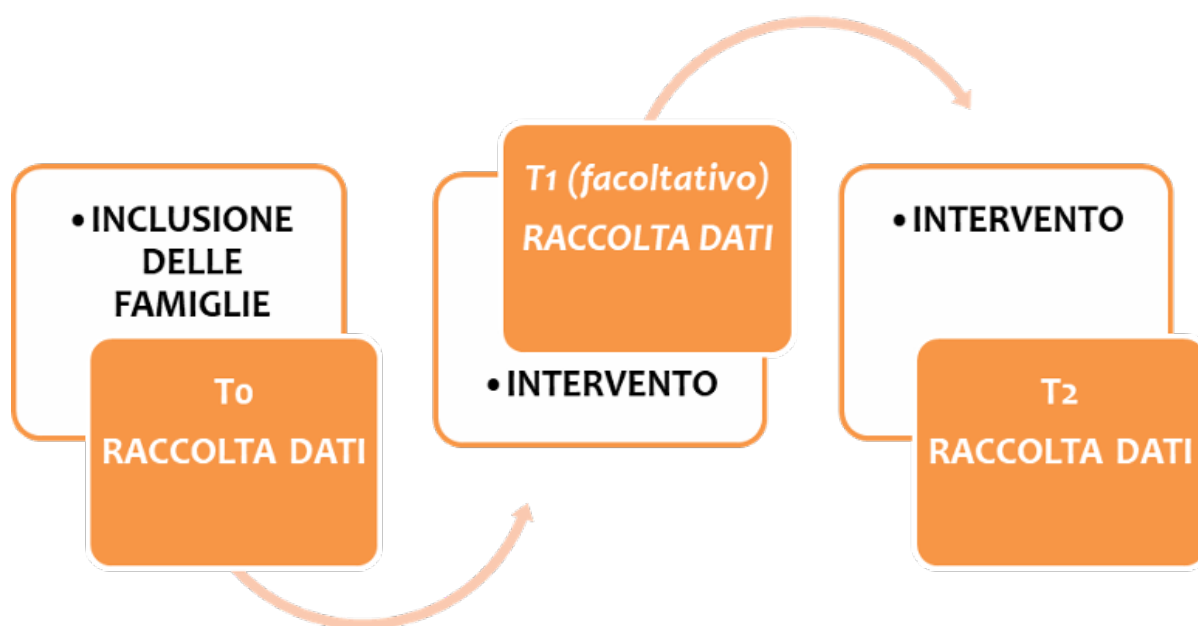 • INCLUSIONE
DELLE
FAMIGLIE
T0
RACCOLTA DATI
T1 (facoltativo)
RACCOLTA DATI
• INTERVENTO
• INTERVENTO
T2
RACCOLTA DATI